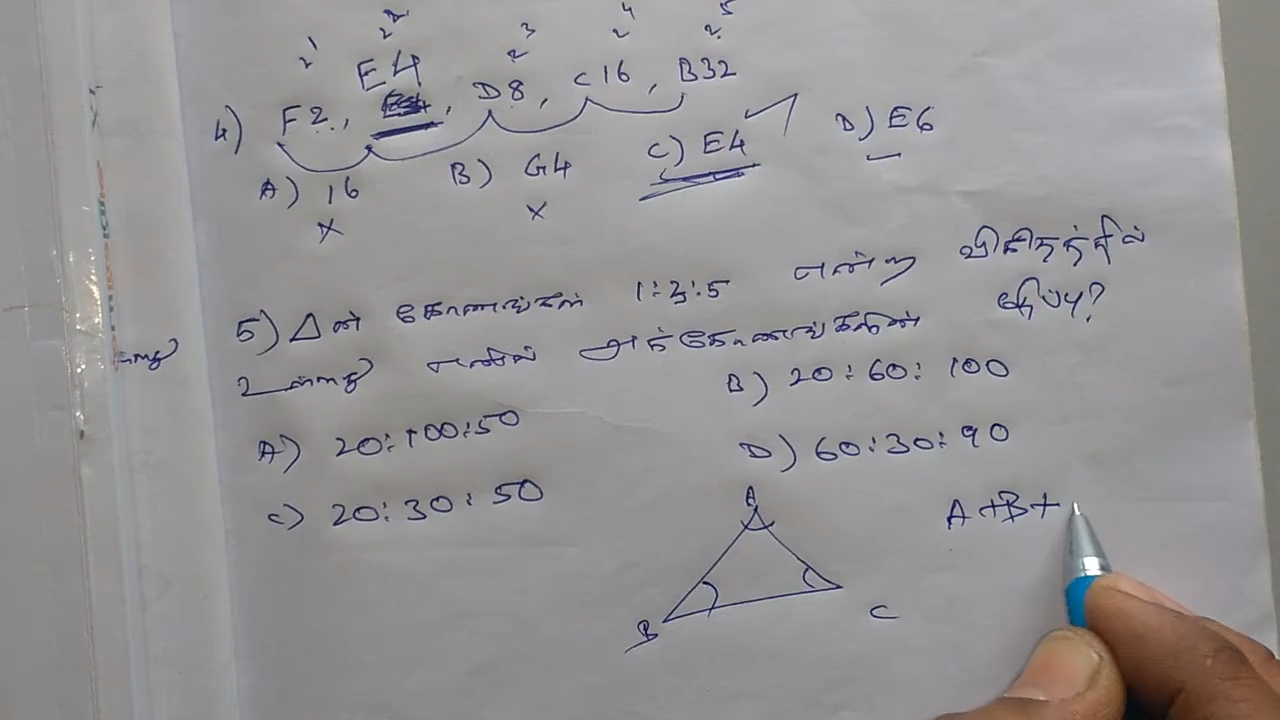 2¹ 2² 2³ 2⁴ 2⁵
4) F2, E4, D8, C16, B32
A) 16 B) G4 C) E4 D) E6
5) △ன் கோணங்கள் 1:3:5 என்ற விகிதத்தில்
உள்ளது எனில் அக்கோணங்களின் மதிப்பு?
A) 20:100:50 B) 20:60:100
C) 20:30:50 D) 60:30:90
A
B C
A+B+